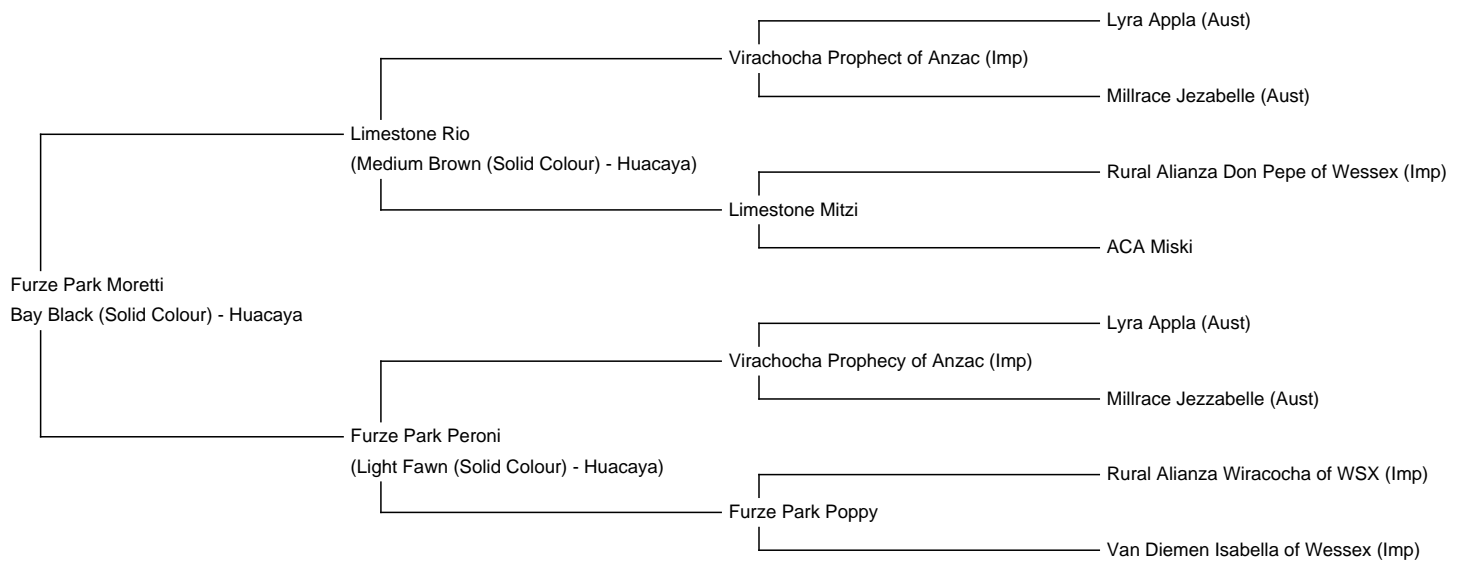 Lyra Appla (Aust)
Virachocha Prophect of Anzac (Imp)
Millrace Jezabelle (Aust)
Limestone Rio
(Medium Brown (Solid Colour) - Huacaya)
Rural Alianza Don Pepe of Wessex (Imp)
Limestone Mitzi
ACA Miski
Furze Park Moretti
Bay Black (Solid Colour) - Huacaya
Lyra Appla (Aust)
Virachocha Prophecy of Anzac (Imp)
Millrace Jezzabelle (Aust)
Furze Park Peroni
(Light Fawn (Solid Colour) - Huacaya)
Rural Alianza Wiracocha of WSX (Imp)
Furze Park Poppy
Van Diemen Isabella of Wessex (Imp)